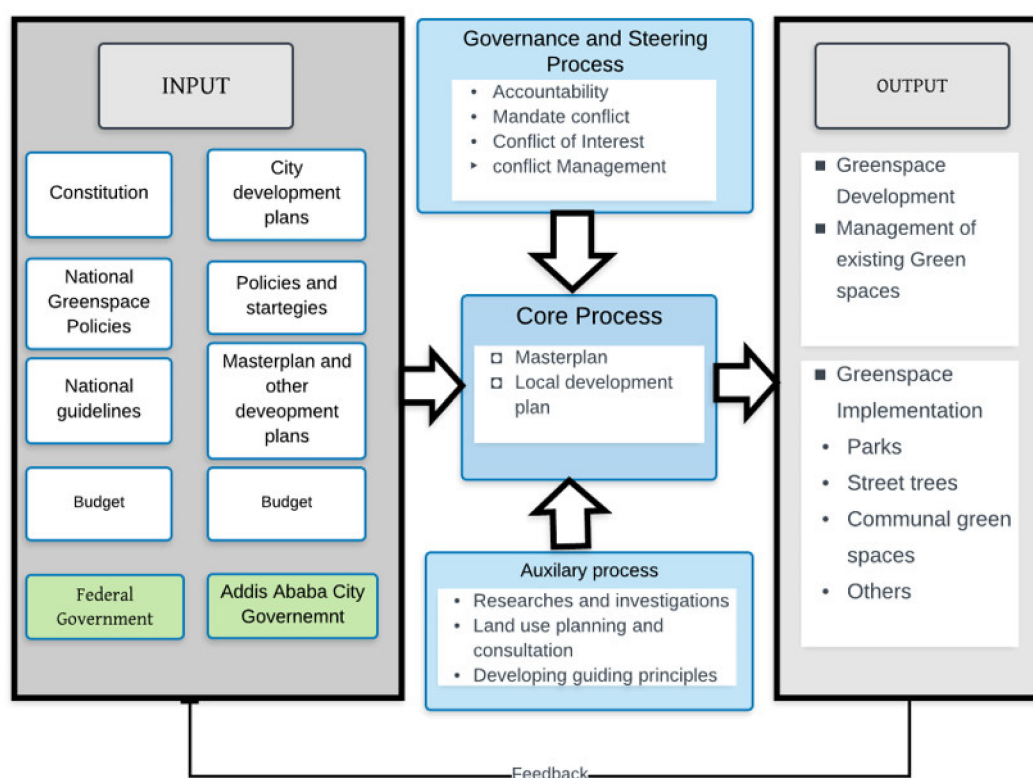 INPUT
Constitution
National
Greenspace
Policies
National
guidelines
Budget
Federal
Government
City
development
plans
Policies and
startegies
Masterplan and
other
deveopment
plans
Budget
Addis Ababa City
Governemnt
Governance and Steering
Process
• Accountability
• Mandate conflict
• Conflict of Interest
‣ conflict Management
Core Process
◘ Masterplan
◘ Local development
plan
Auxilary process
• Researches and investigations
• Land use planning and
consultation
• Developing guiding principles
OUTPUT
■ Greenspace
Development
■ Management of
existing Green
spaces
■ Greenspace
Implementation
• Parks
• Street trees
• Communal green
spaces
• Others
Feedback